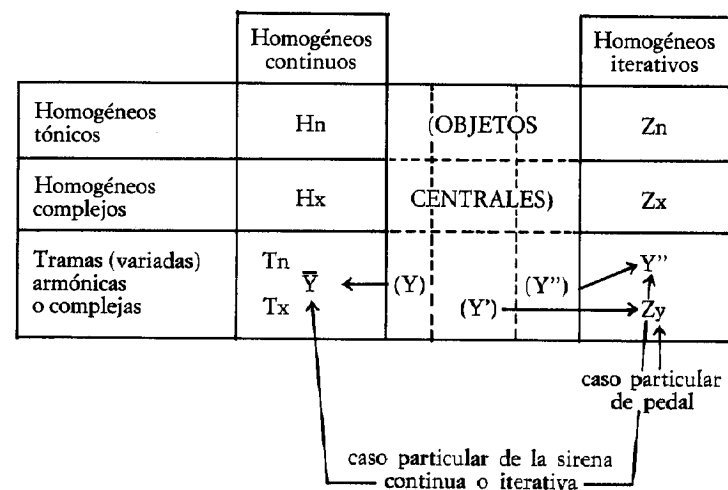 Homogéneos
continuos
Homogéneos
iterativos
Homogéneos
tónicos
Hn
(OBJETOS
Zn
Homogéneos
complejos
Hx
CENTRALES)
Zx
Tramas (variadas)
armónicas
o complejas
Tn
Y̅
Tx
(Y)
(Y')
(Y'')
Y''
Zy
caso particular
de pedal
caso particular de la sirena
continua o iterativa